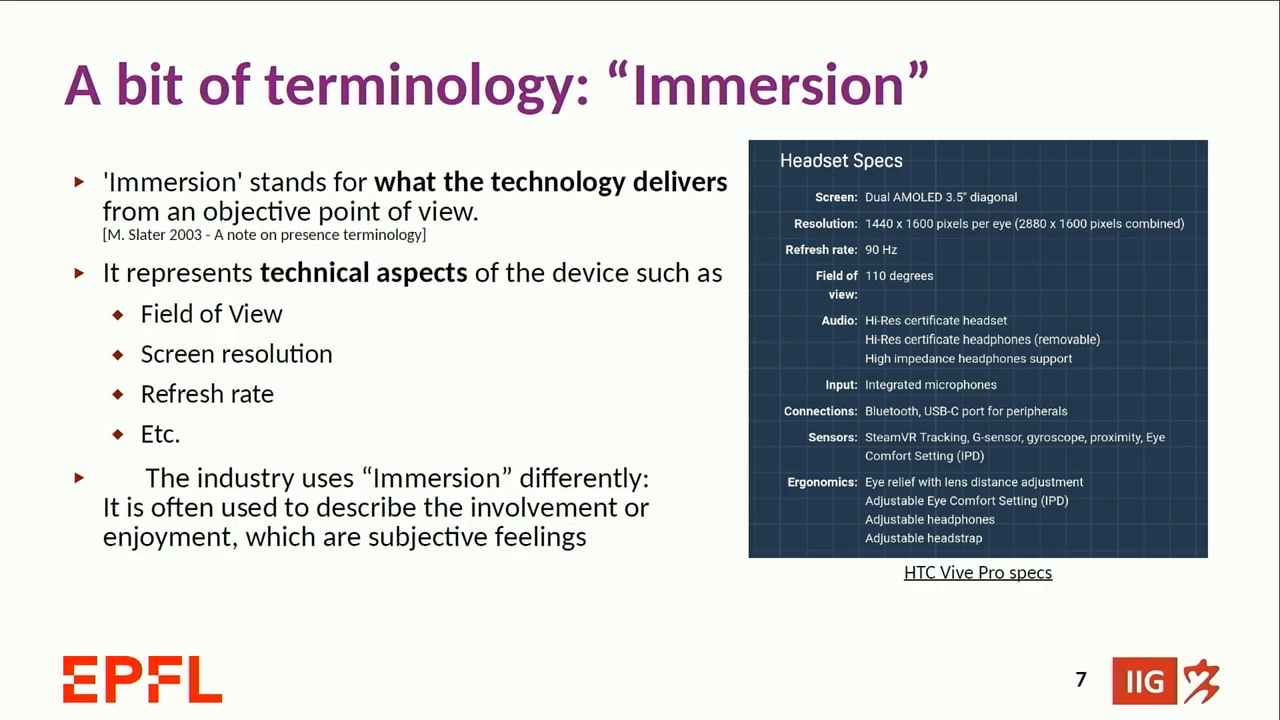 A bit of terminology: “Immersion”
'Immersion' stands for what the technology delivers
from an objective point of view.
[M. Slater 2003 - A note on presence terminology]
It represents technical aspects of the device such as
Field of View
Screen resolution
Refresh rate
Etc.
The industry uses “Immersion” differently:
It is often used to describe the involvement or
enjoyment, which are subjective feelings
Headset Specs
Screen: Dual AMOLED 3.5" diagonal
Resolution: 1440 x 1600 pixels per eye (2880 x 1600 pixels combined)
Refresh rate: 90 Hz
Field of 110 degrees
view:
Audio: Hi-Res certificate headset
Hi-Res certificate headphones (removable)
High impedance headphones support
Input: Integrated microphones
Connections: Bluetooth, USB-C port for peripherals
Sensors: SteamVR Tracking, G-sensor, gyroscope, proximity, Eye
Comfort Setting (IPD)
Ergonomics: Eye relief with lens distance adjustment
Adjustable Eye Comfort Setting (IPD)
Adjustable headphones
Adjustable headstrap
HTC Vive Pro specs
EPFL
7
IIG